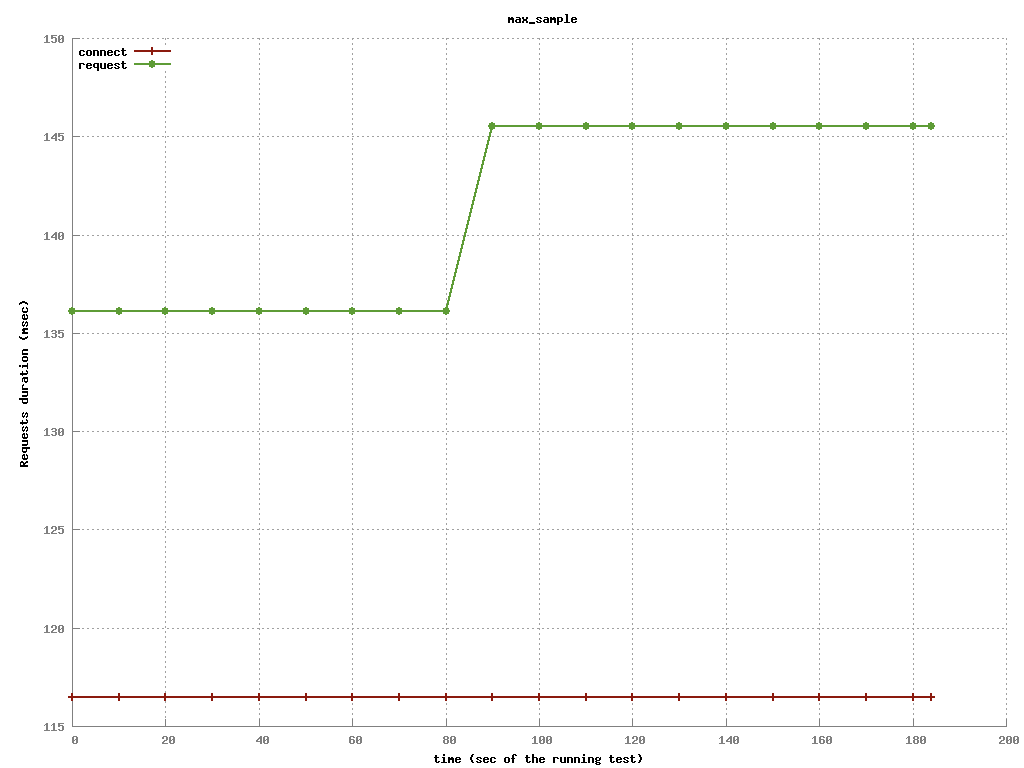 max_sample
150
connect
request
145
140
135
130
125
120
115
Requests duration (msec)
0 20 40 60 80 100 120 140 160 180 200
time (sec of the running test)